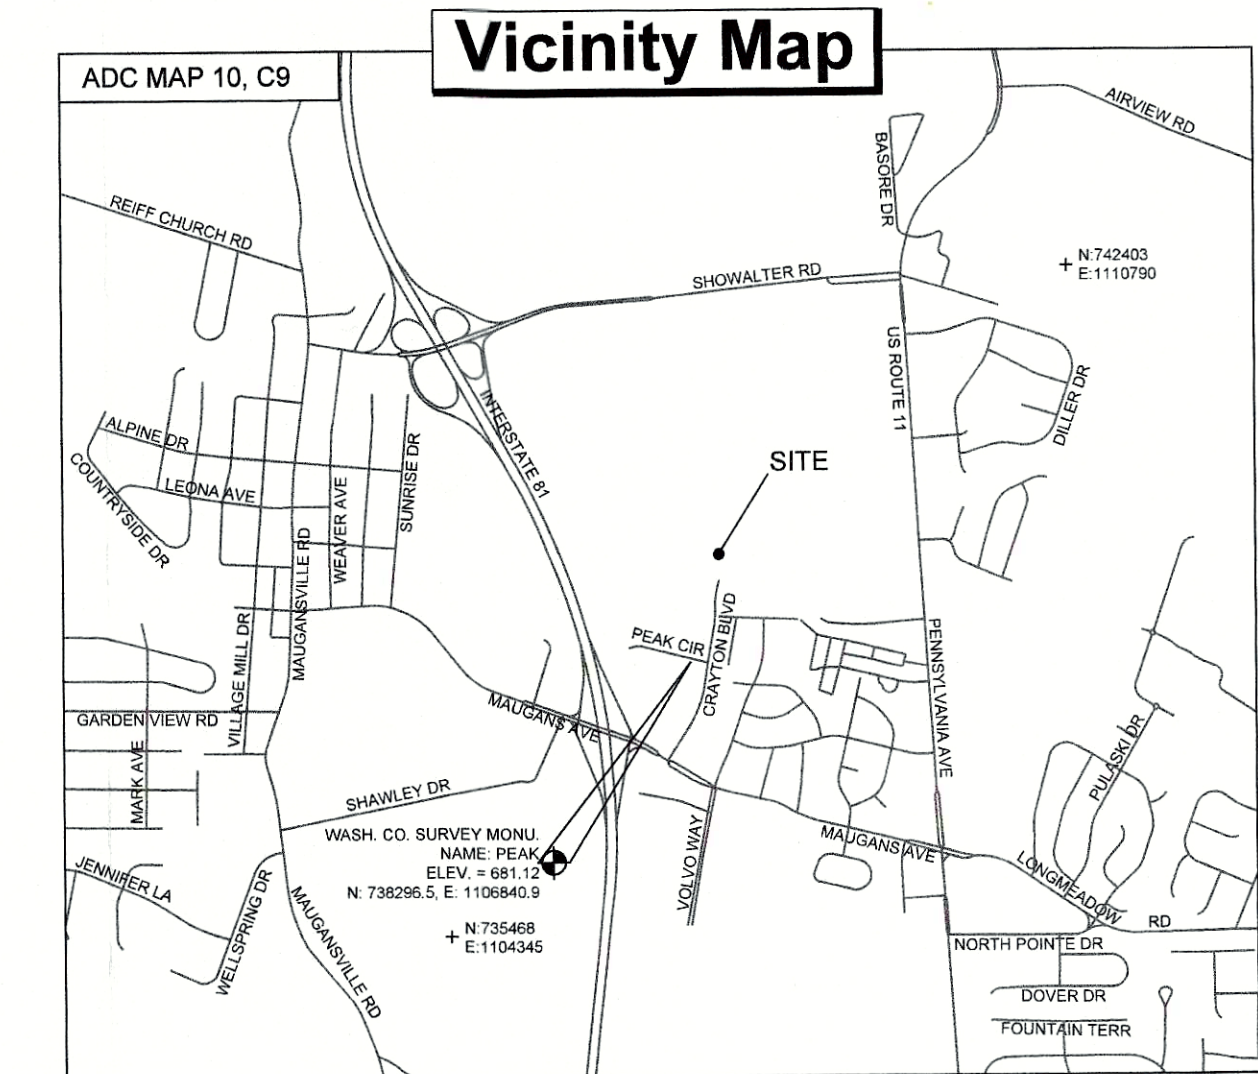 Vicinity Map
ADC MAP 10, C9
AIRVIEW RD
BASORE DR
REIFF CHURCH RD
N:742403
E:1110790
SHOWALTER RD
US ROUTE 11
DILLER DR
INTERSTATE 81
ALPINE DR
SUNRISE DR
SITE
COUNTRYSIDE DR
LEONA AVE
WEAVER AVE
MAUGANSVILLE RD
VILLAGE MILL DR
PEAK CIR
CRAYTON BLVD
PENNSYLVANIA AVE
GARDEN VIEW RD
MAUGANS AVE
MARK AVE
PULASKI DR
SHAWLEY DR
WASH. CO. SURVEY MONU.
NAME: PEAK
ELEV. = 681.12
N: 738296.5, E: 1106840.9
VOLVO WAY
MAUGANS AVE
LONGMEADOW
RD
JENNIFER LA
WELLSPRING DR
MAUGANSVILLE RD
N:735468
E:1104345
NORTH POINTE DR
DOVER DR
FOUNTAIN TERR